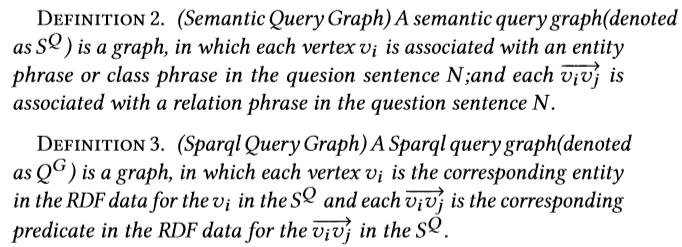 DEFINITION 2. (Semantic Query Graph) A semantic query graph(denoted
as S^Q) is a graph, in which each vertex v_i is associated with an entity
phrase or class phrase in the quesion sentence N;and each \overrightarrow{v_i v_j} is
associated with a relation phrase in the question sentence N.
DEFINITION 3. (Sparql Query Graph) A Sparql query graph(denoted
as Q^G) is a graph, in which each vertex v_i is the corresponding entity
in the RDF data for the v_i in the S^Q and each \overrightarrow{v_i v_j} is the corresponding
predicate in the RDF data for the \overrightarrow{v_i v_j} in the S^Q.